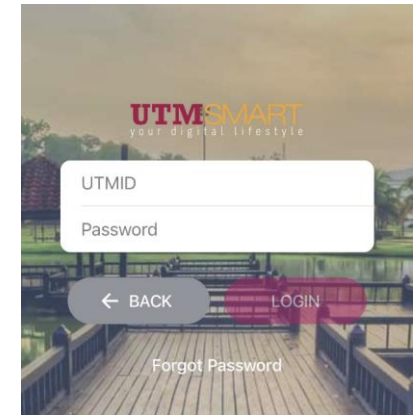 UTMSMART
your digital lifestyle
UTMID
Password
← BACK LOGIN
Forgot Password